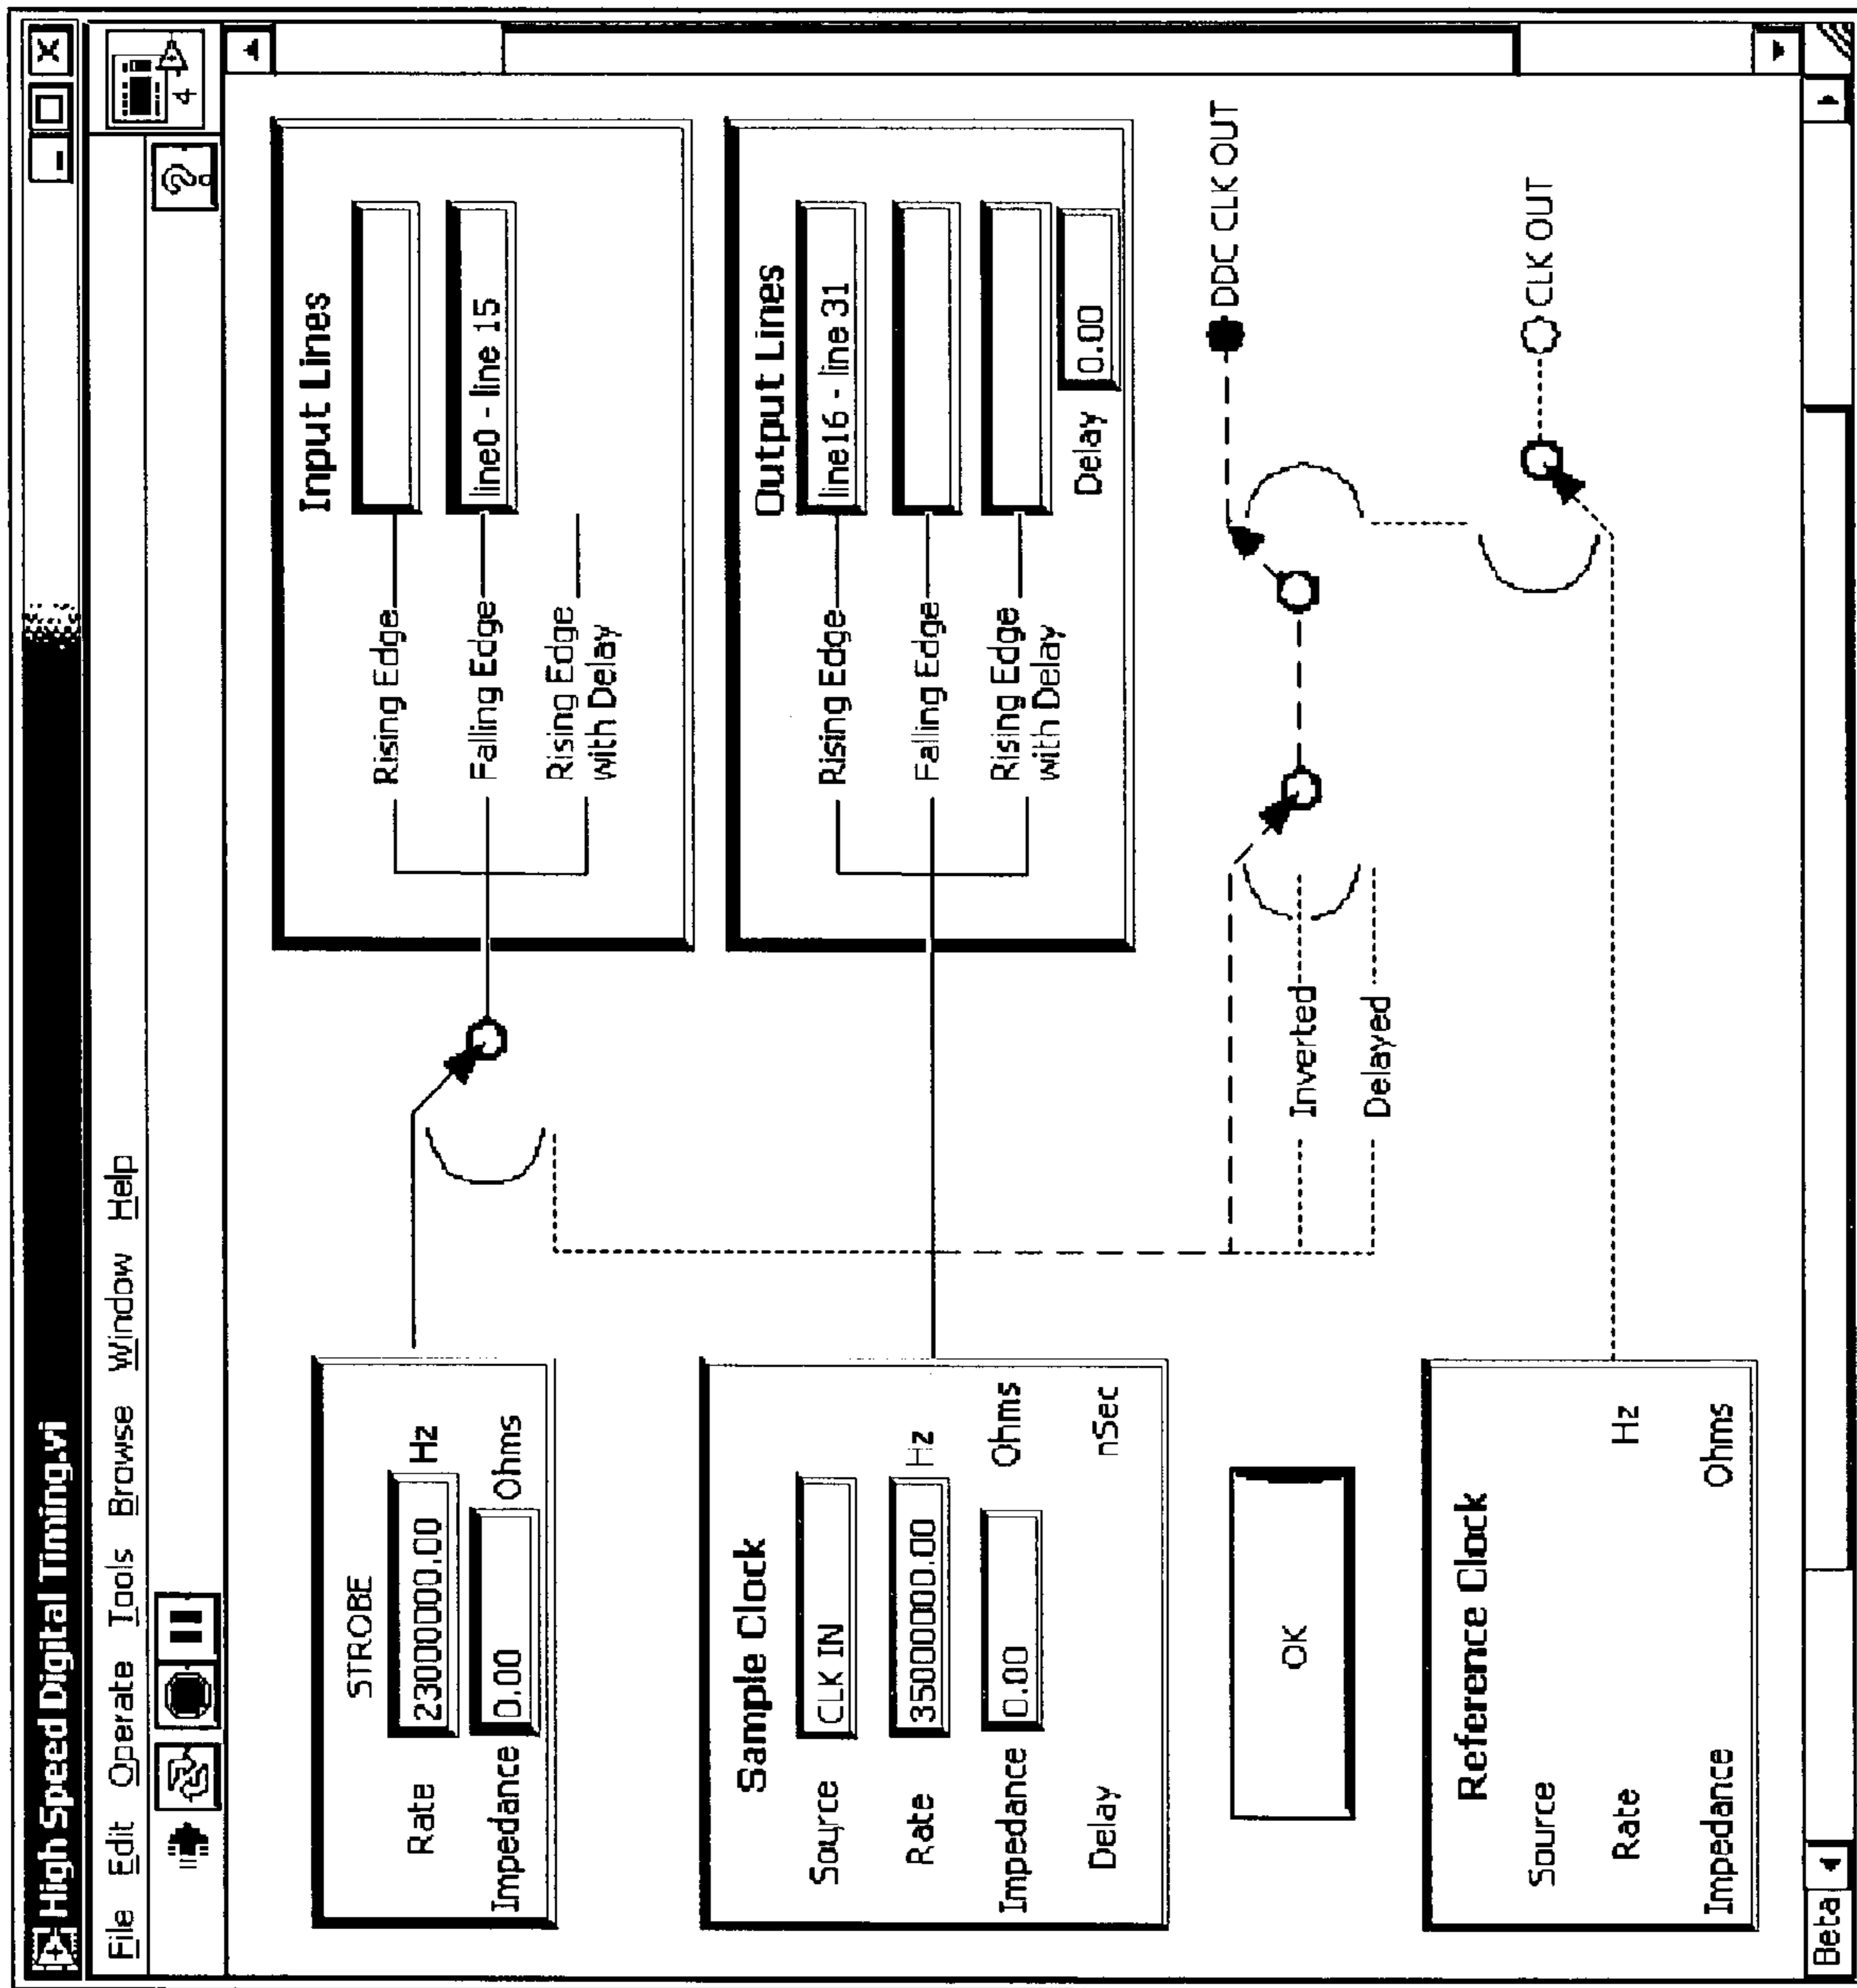 High Speed Digital Timing.vi
File Edit Operate Tools Browse Window Help
?
4
STROBE
Rate 23000000.00 Hz
Impedance 0.00 Ohms
Sample Clock
Source CLK IN
Rate 35000000.00 Hz
Impedance 0.00 Ohms
Delay nSec
OK
Reference Clock
Source
Rate Hz
Impedance Ohms
Input Lines
Rising Edge
Falling Edge line0 - line 15
Rising Edge
with Delay
Output Lines
Rising Edge line16 - line 31
Falling Edge
Rising Edge
with Delay
Delay 0.00
Inverted
Delayed
DDC CLK OUT
CLK OUT
Beta